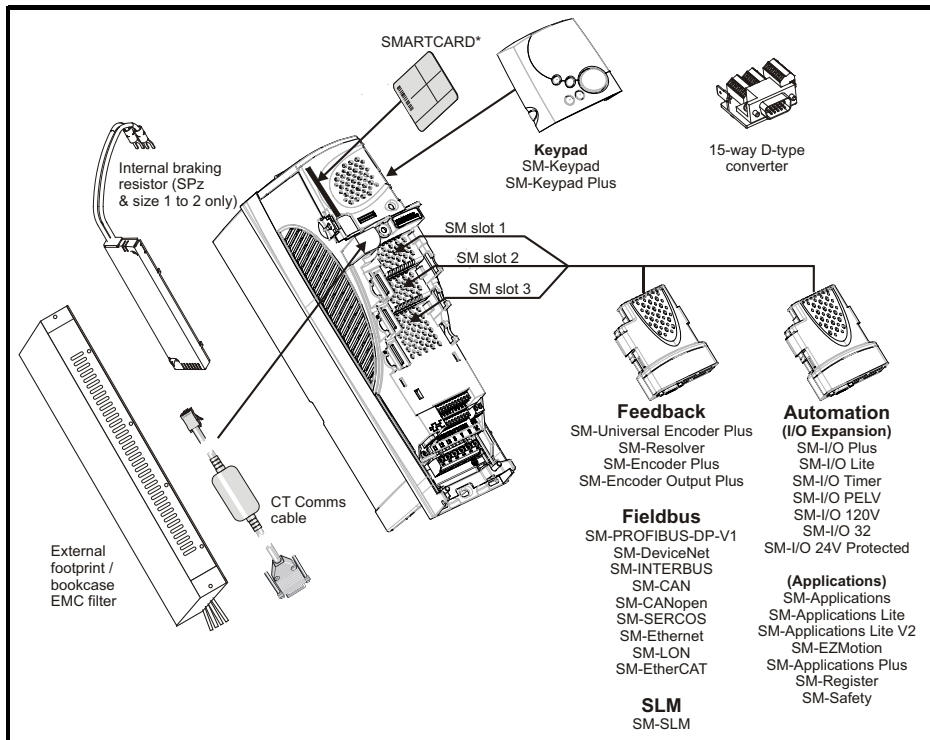 SMARTCARD*
Keypad
SM-Keypad
SM-Keypad Plus
15-way D-type
converter
Internal braking
resistor (SPz
& size 1 to 2 only)
SM slot 1
SM slot 2
SM slot 3
CT Comms
cable
External
footprint /
bookcase
EMC filter
Feedback
SM-Universal Encoder Plus
SM-Resolver
SM-Encoder Plus
SM-Encoder Output Plus
Fieldbus
SM-PROFIBUS-DP-V1
SM-DeviceNet
SM-INTERBUS
SM-CAN
SM-CANopen
SM-SERCOS
SM-Ethernet
SM-LON
SM-EtherCAT
SLM
SM-SLM
Automation
(I/O Expansion)
SM-I/O Plus
SM-I/O Lite
SM-I/O Timer
SM-I/O PELV
SM-I/O 120V
SM-I/O 32
SM-I/O 24V Protected
(Applications)
SM-Applications
SM-Applications Lite
SM-Applications Lite V2
SM-EZMotion
SM-Applications Plus
SM-Register
SM-Safety